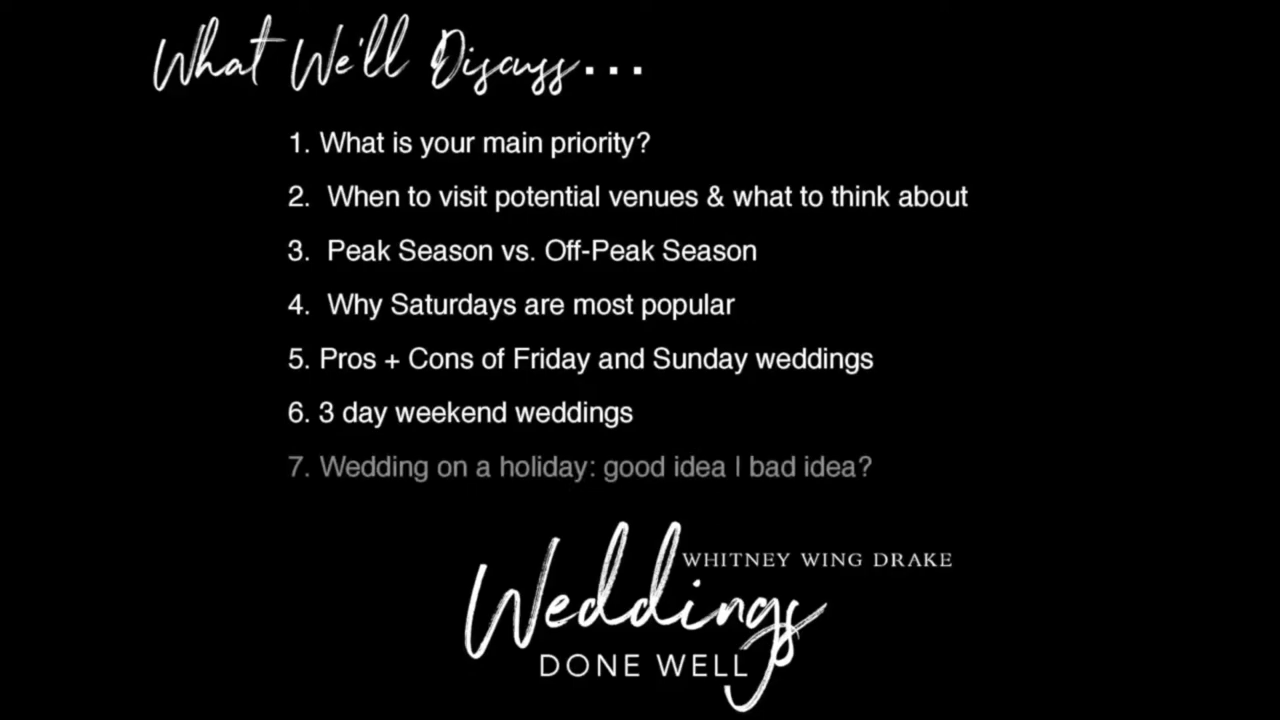 What We'll Discuss...
1. What is your main priority?
2. When to visit potential venues & what to think about
3. Peak Season vs. Off-Peak Season
4. Why Saturdays are most popular
5. Pros + Cons of Friday and Sunday weddings
6. 3 day weekend weddings
7. Wedding on a holiday: good idea | bad idea?
WHITNEY WING DRAKE
Weddings
DONE WELL